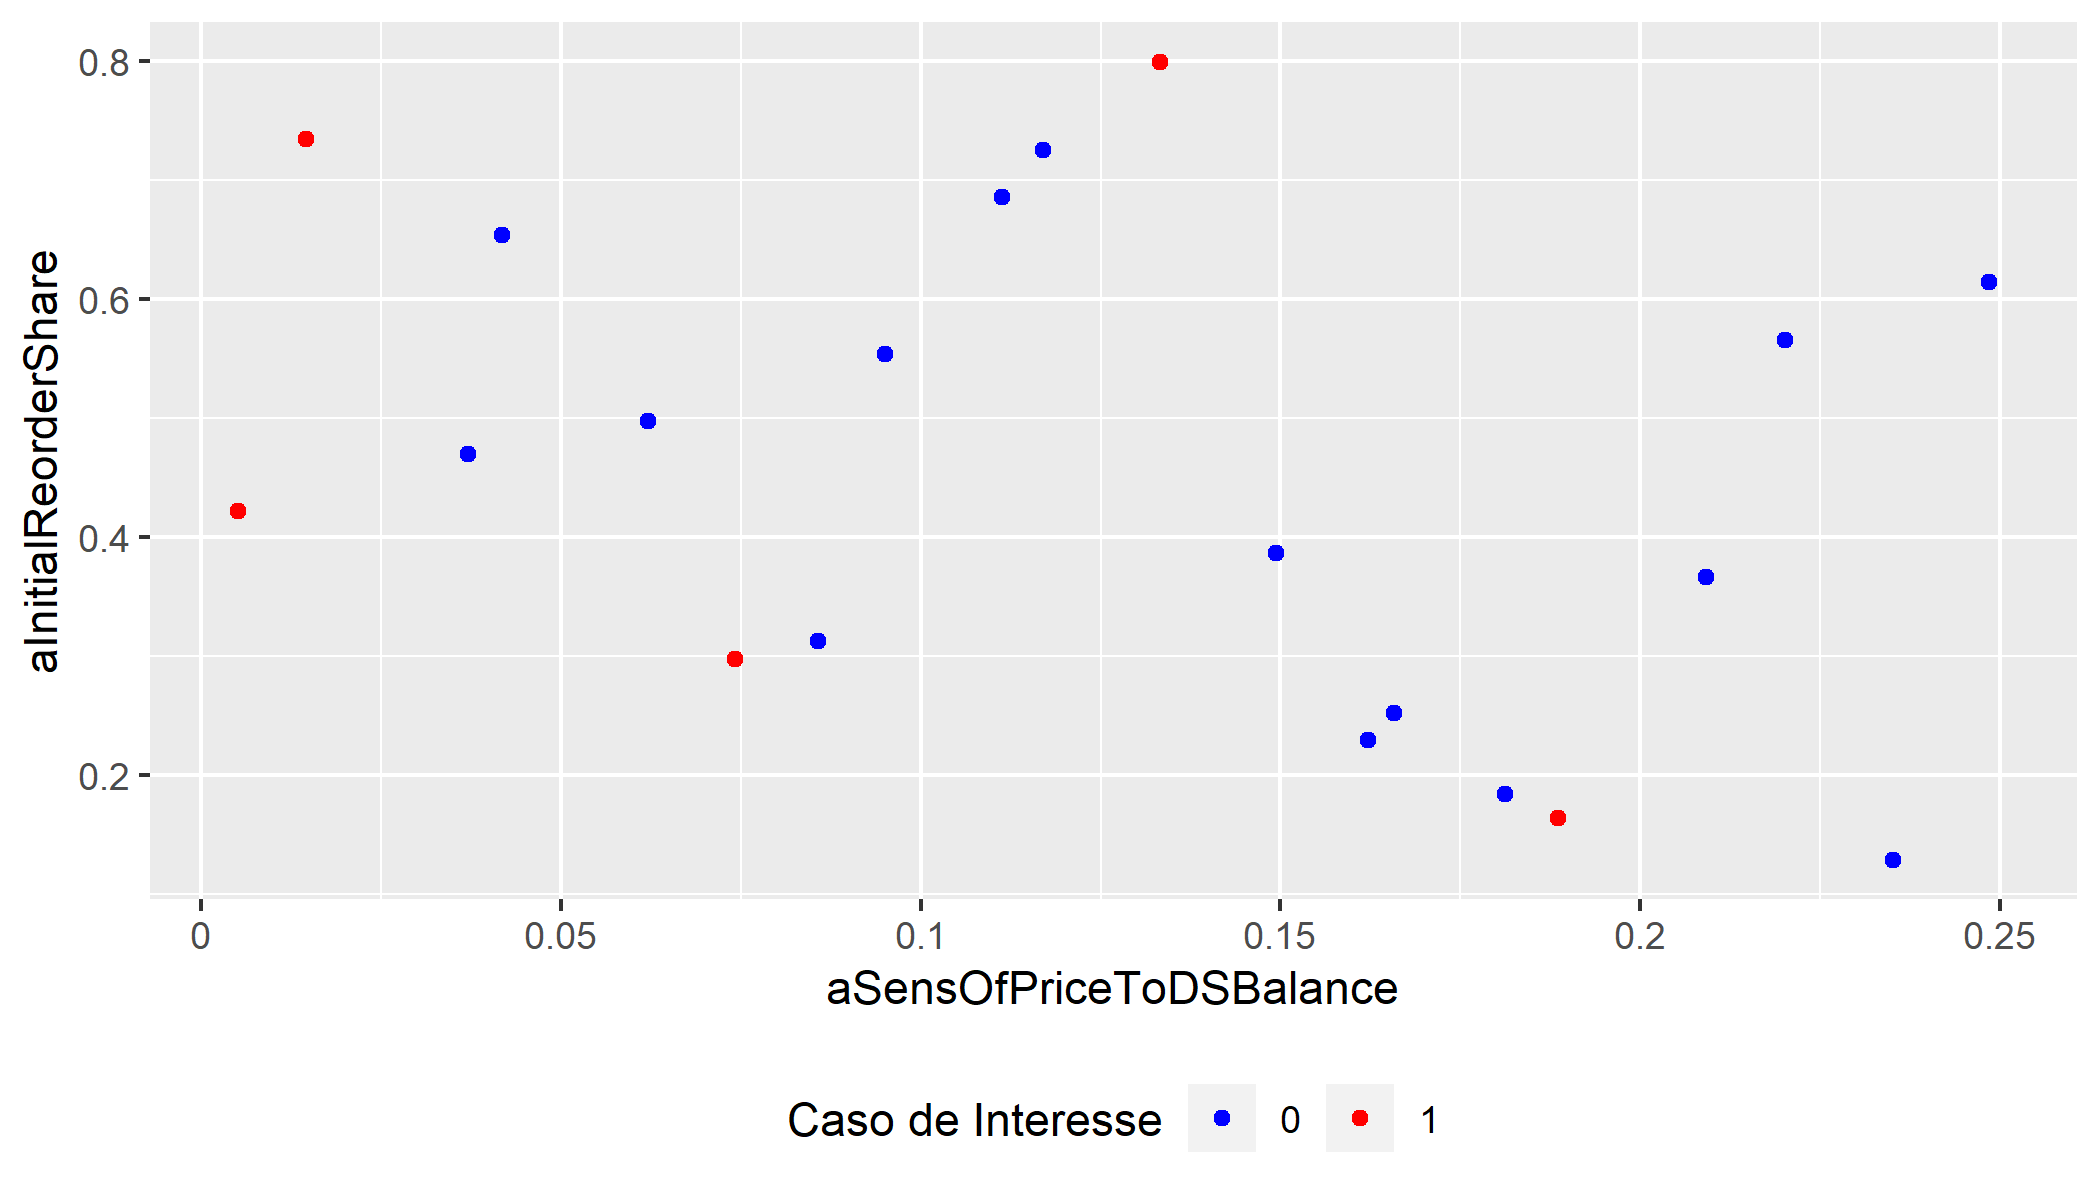 0.8
0.6
0.4
0.2
aInitialReorderShare
0 0.05 0.1 0.15 0.2 0.25
aSensOfPriceToDSBalance
Caso de Interesse 0 1